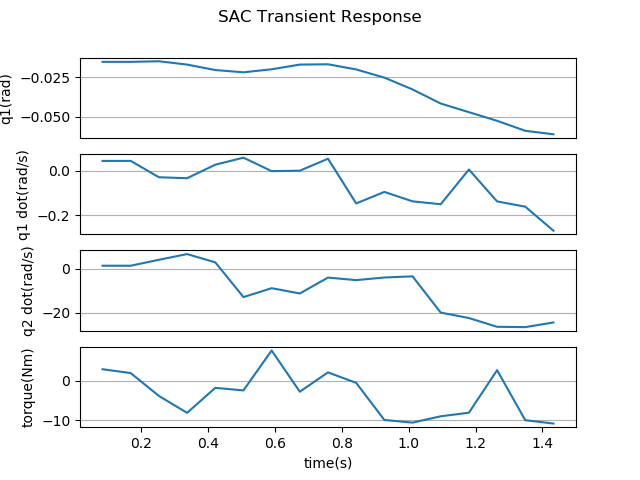 SAC Transient Response
q1(rad)
−0.025
−0.050
q1 dot(rad/s)
0.0
−0.2
q2 dot(rad/s)
0
−20
torque(Nm)
0
−10
0.2 0.4 0.6 0.8 1.0 1.2 1.4
time(s)